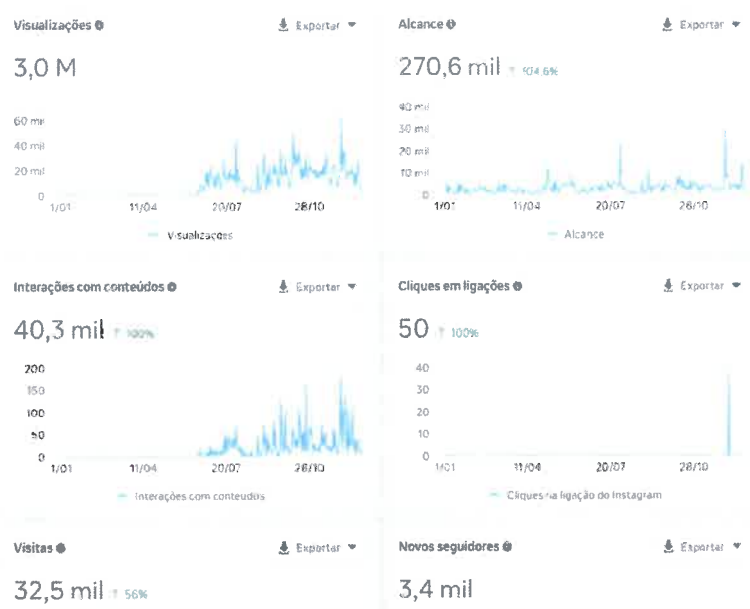 Visualizações
Exportar
3,0 M
60 mil
40 mil
20 mil
0
1/01 11/04 20/07 28/10
Visualizações
Alcance
Exportar
270,6 mil ↑ 104,6%
40 mil
30 mil
20 mil
10 mil
0
1/01 11/04 20/07 28/10
Alcance
Interações com conteúdos
Exportar
40,3 mil ↑ 100%
200
150
100
50
0
1/01 11/04 20/07 28/10
Interações com conteúdos
Cliques em ligações
Exportar
50 ↑ 100%
40
30
20
10
0
1/01 11/04 20/07 28/10
Cliques na ligação do Instagram
Visitas
Exportar
32,5 mil ↑ 56%
Novos seguidores
Exportar
3,4 mil